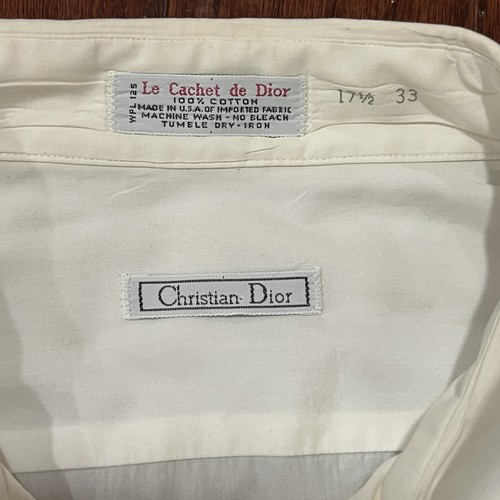 WPL 125
Le Cachet de Dior
100% COTTON
MADE IN U.S.A. OF IMPORTED FABRIC
MACHINE WASH - NO BLEACH
TUMBLE DRY • IRON
17½ 33
Christian Dior